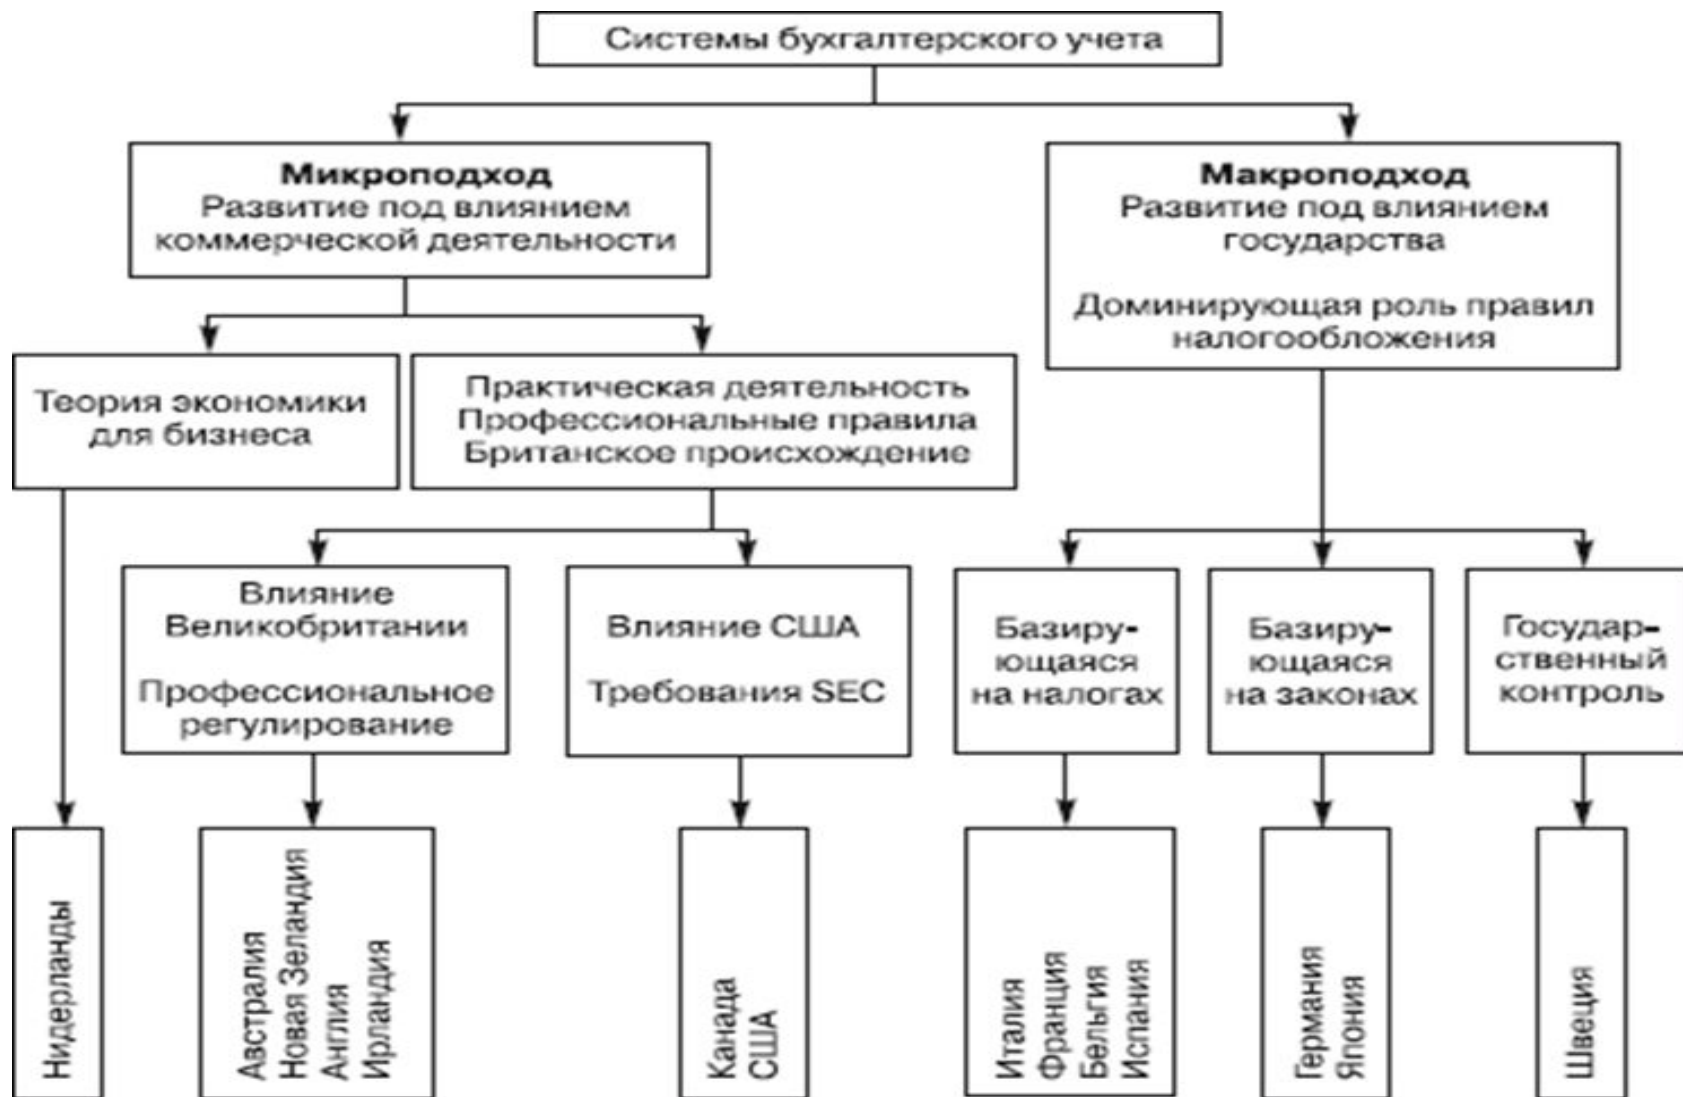 Системы бухгалтерского учета
Микроподход
Развитие под влиянием
коммерческой деятельности
Макроподход
Развитие под влиянием
государства
Доминирующая роль правил
налогообложения
Теория экономики
для бизнеса
Практическая деятельность
Профессиональные правила
Британское происхождение
Влияние
Великобритании
Профессиональное
регулирование
Влияние США
Требования SEC
Базиру-
ющаяся
на налогах
Базиру-
ющаяся
на законах
Государ-
ственный
контроль
Нидерланды
Австралия
Новая Зеландия
Англия
Ирландия
Канада
США
Италия
Франция
Бельгия
Испания
Германия
Япония
Швеция